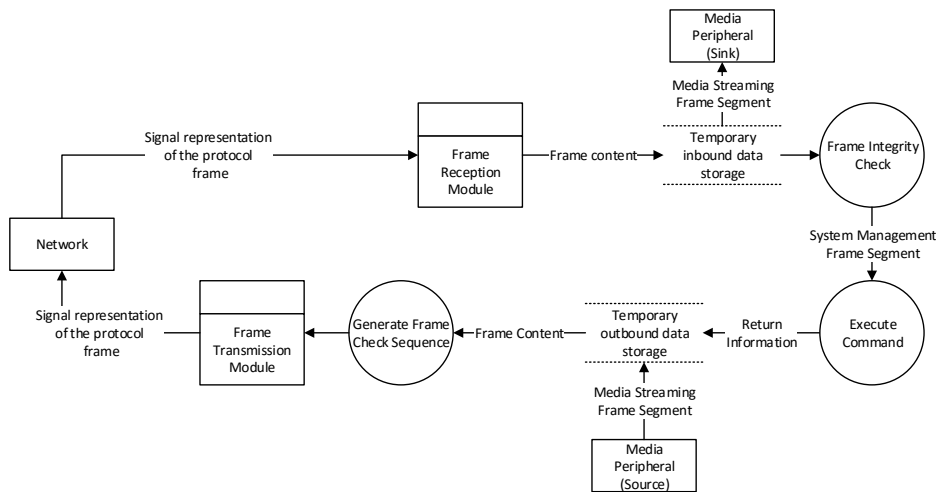 Media
Peripheral
(Sink)
Media Streaming
Frame Segment
Signal representation
of the protocol
frame
Frame
Reception
Module
Frame content
Temporary
inbound data
storage
Frame Integrity
Check
System Management
Frame Segment
Network
Signal representation
of the protocol
frame
Frame
Transmission
Module
Generate Frame
Check Sequence
Frame Content
Temporary
outbound data
storage
Return
Information
Execute
Command
Media Streaming
Frame Segment
Media
Peripheral
(Source)